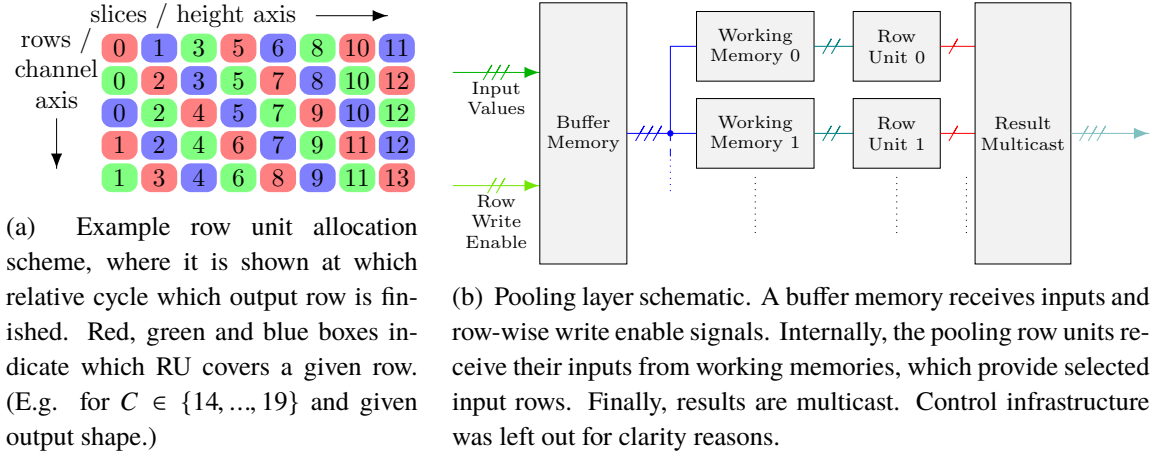 slices / height axis
rows /
channel
axis
0 1 3 5 6 8 10 11
0 2 3 5 7 8 10 12
0 2 4 5 7 9 10 12
1 2 4 6 7 9 11 12
1 3 4 6 8 9 11 13
(a) Example row unit allocation
scheme, where it is shown at which
relative cycle which output row is fin-
ished. Red, green and blue boxes in-
dicate which RU covers a given row.
(E.g. for C ∈ {14, ..., 19} and given
output shape.)
Input
Values
Row
Write
Enable
Buffer
Memory
Working
Memory 0
Row
Unit 0
Working
Memory 1
Row
Unit 1
Result
Multicast
(b) Pooling layer schematic. A buffer memory receives inputs and
row-wise write enable signals. Internally, the pooling row units re-
ceive their inputs from working memories, which provide selected
input rows. Finally, results are multicast. Control infrastructure
was left out for clarity reasons.